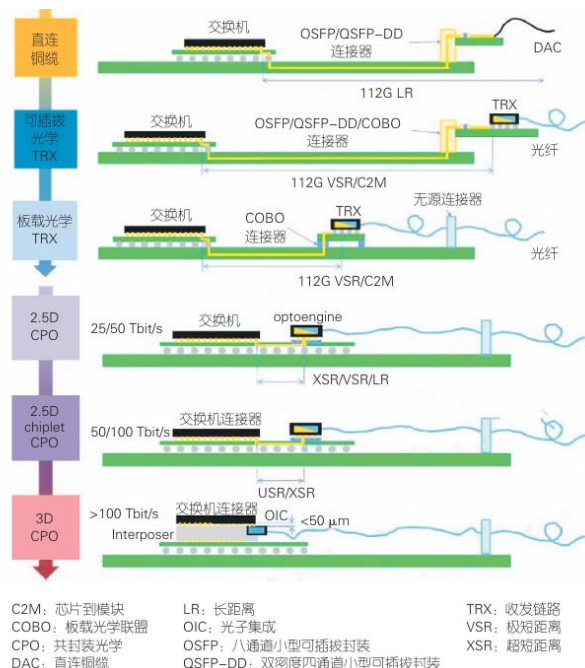 直连
铜缆
交换机
OSFP/QSFP-DD
连接器
DAC
112G LR
可插拔
光学
TRX
交换机
OSFP/QSFP-DD/COBO
连接器
TRX
光纤
112G VSR/C2M
板载光学
TRX
交换机
COBO
连接器
TRX
无源连接器
光纤
112G VSR/C2M
2.5D
CPO
25/50 Tbit/s
交换机
optoengine
XSR/VSR/LR
2.5D
chiplet
CPO
50/100 Tbit/s
交换机连接器
USR/XSR
3D
CPO
>100 Tbit/s
交换机连接器
Interposer
OIC
<50 μm
C2M：芯片到模块
LR：长距离
TRX：收发链路
COBO：板载光学联盟
OIC：光子集成
VSR：极短距离
CPO：共封装光学
OSFP：八通道小型可插拔封装
XSR：超短距离
DAC：直连铜缆
QSFP-DD：双密度四通道小型可插拔封装